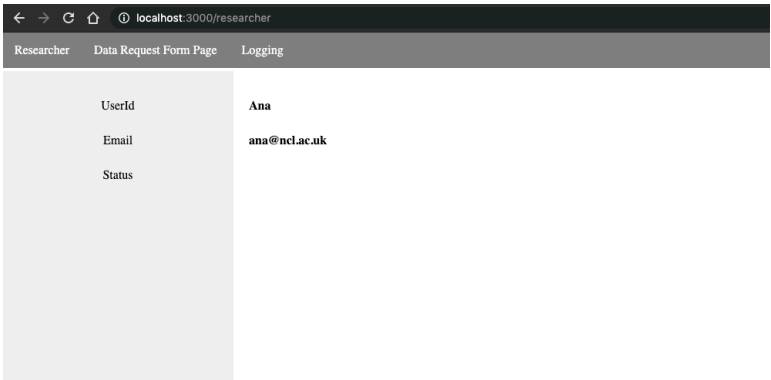 localhost:3000/researcher
Researcher Data Request Form Page Logging
UserId Ana
Email ana@ncl.ac.uk
Status